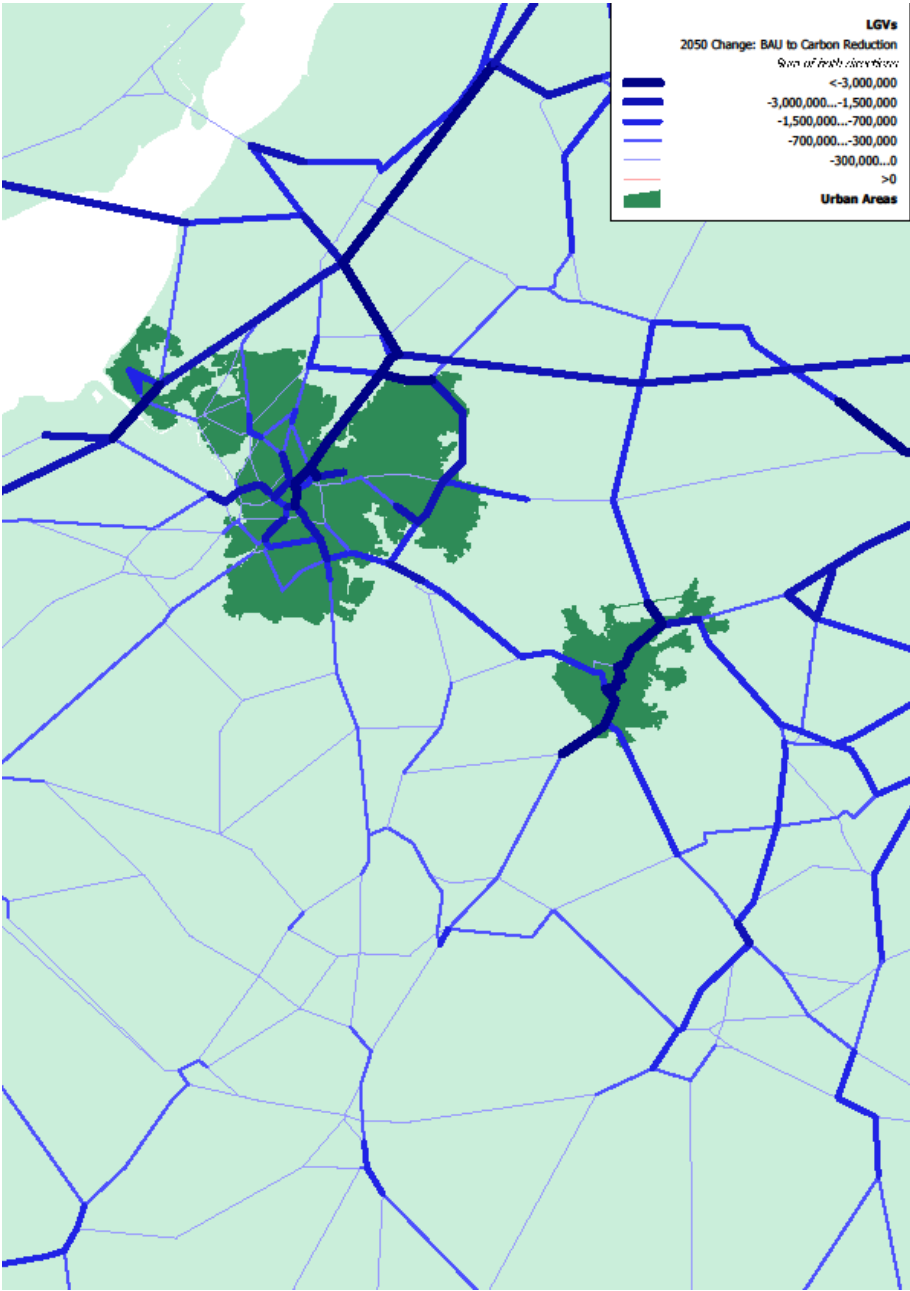 LGVs
2050 Change: BAU to Carbon Reduction
Sum of both directions
<-3,000,000
-3,000,000...-1,500,000
-1,500,000...-700,000
-700,000...-300,000
-300,000...0
>0
Urban Areas